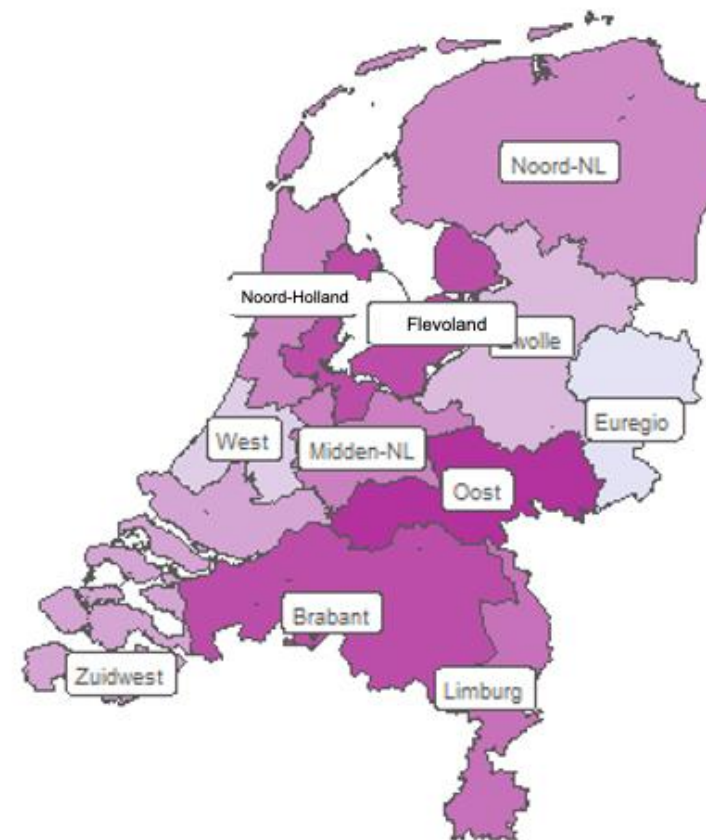 Noord-NL
Noord-Holland
Flevoland
Euregio
West
Midden-NL
Oost
Brabant
Zuidwest
Limburg